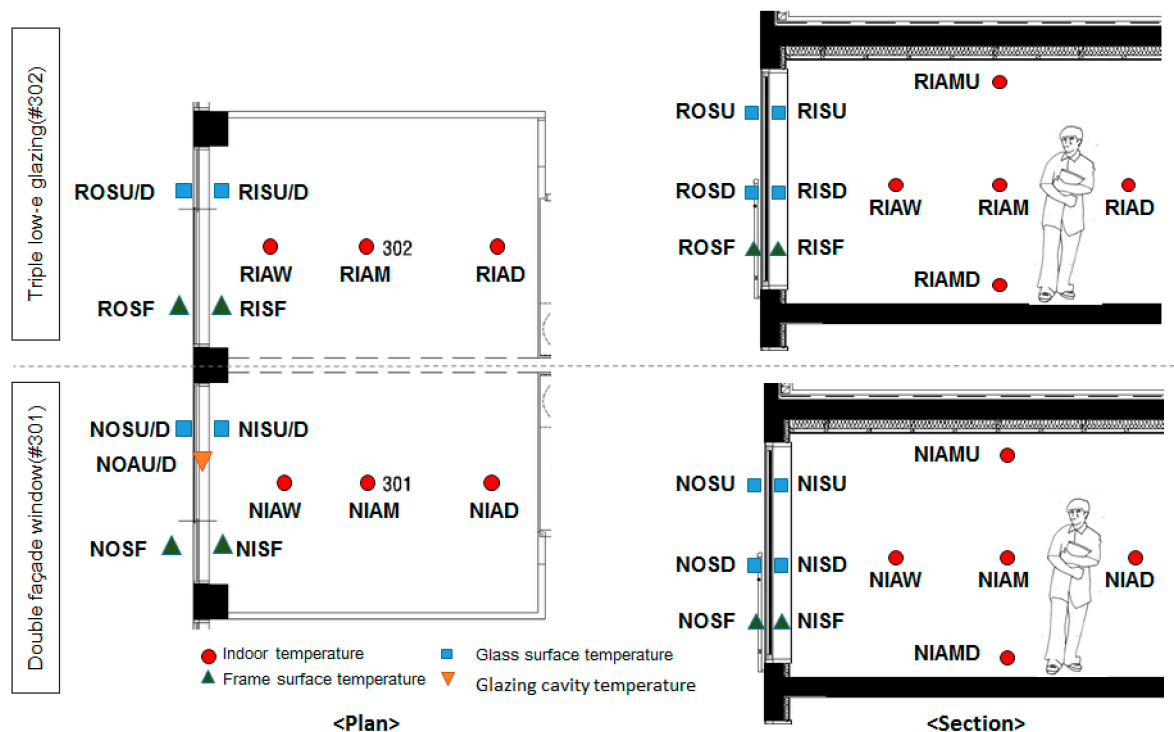 Triple low-e glazing(#302)
ROSU/D
RISU/D
302
RIAW
RIAM
RIAD
ROSF
RISF
RIAMU
ROSU
RISU
ROSD
RISD
RIAW
RIAM
RIAD
ROSF
RISF
RIAMD
Double façade window(#301)
NOSU/D
NISU/D
NOAU/D
301
NIAW
NIAM
NIAD
NOSF
NISF
NIAMU
NOSU
NISU
NOSD
NISD
NIAW
NIAM
NIAD
NOSF
NISF
NIAMD
Indoor temperature
Glass surface temperature
Frame surface temperature
Glazing cavity temperature
<Plan>
<Section>